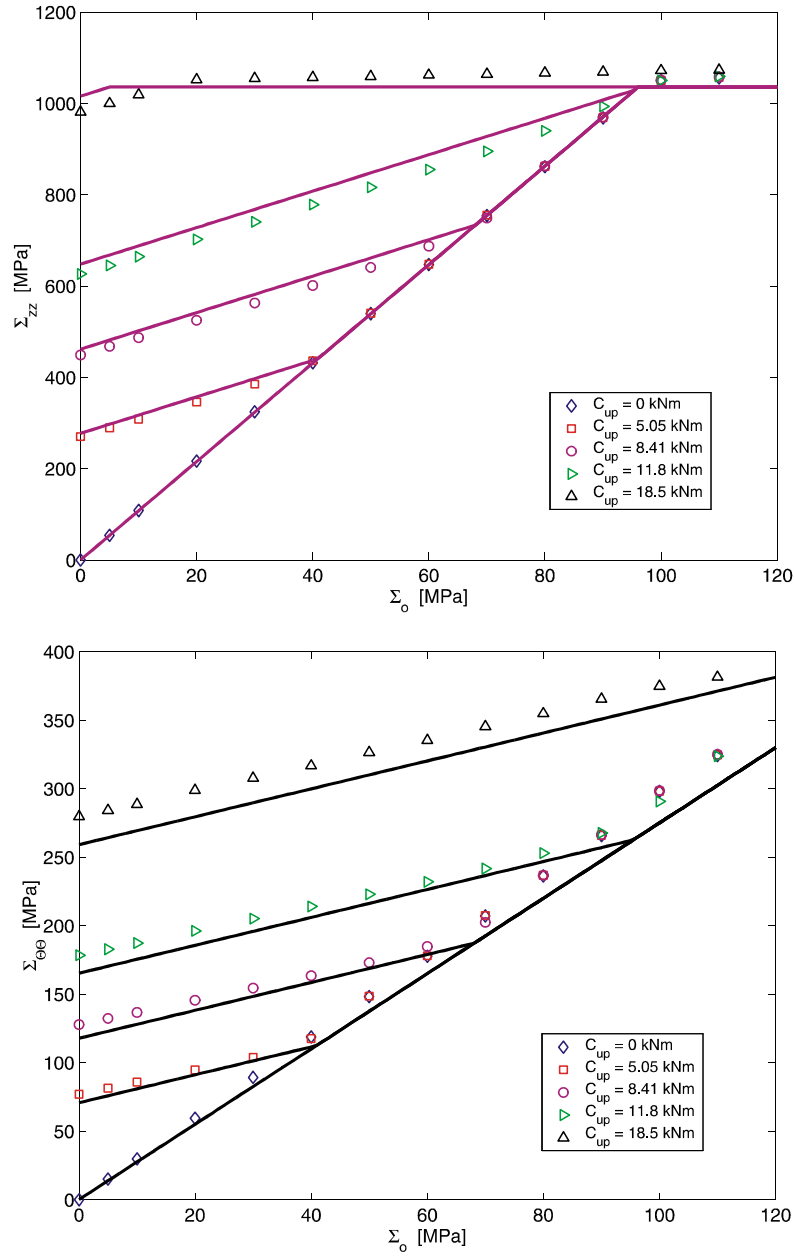 1200
1000
800
600
400
200
0
Σzz [MPa]
0 20 40 60 80 100 120
Σo [MPa]
Cup = 0 kNm
Cup = 5.05 kNm
Cup = 8.41 kNm
Cup = 11.8 kNm
Cup = 18.5 kNm
400
350
300
250
200
150
100
50
0
ΣΘΘ [MPa]
0 20 40 60 80 100 120
Σo [MPa]
Cup = 0 kNm
Cup = 5.05 kNm
Cup = 8.41 kNm
Cup = 11.8 kNm
Cup = 18.5 kNm